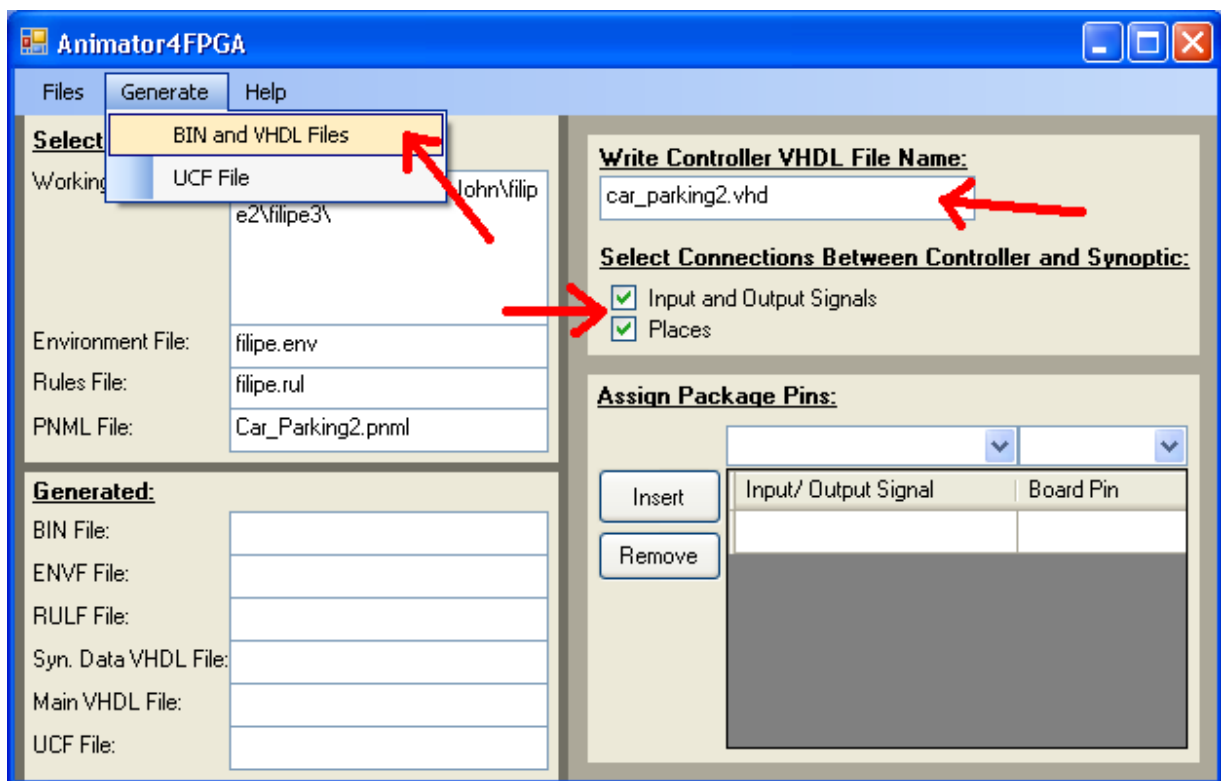 Animator4FPGA
Files Generate Help
BIN and VHDL Files
UCF File
Select
Working
John\filip
e2\filipe3\
Environment File: filipe.env
Rules File: filipe.rul
PNML File: Car_Parking2.pnml
Generated:
BIN File:
ENVF File:
RULF File:
Syn. Data VHDL File:
Main VHDL File:
UCF File:
Write Controller VHDL File Name:
car_parking2.vhd
Select Connections Between Controller and Synoptic:
Input and Output Signals
Places
Assign Package Pins:
Insert
Remove
Input/ Output Signal Board Pin